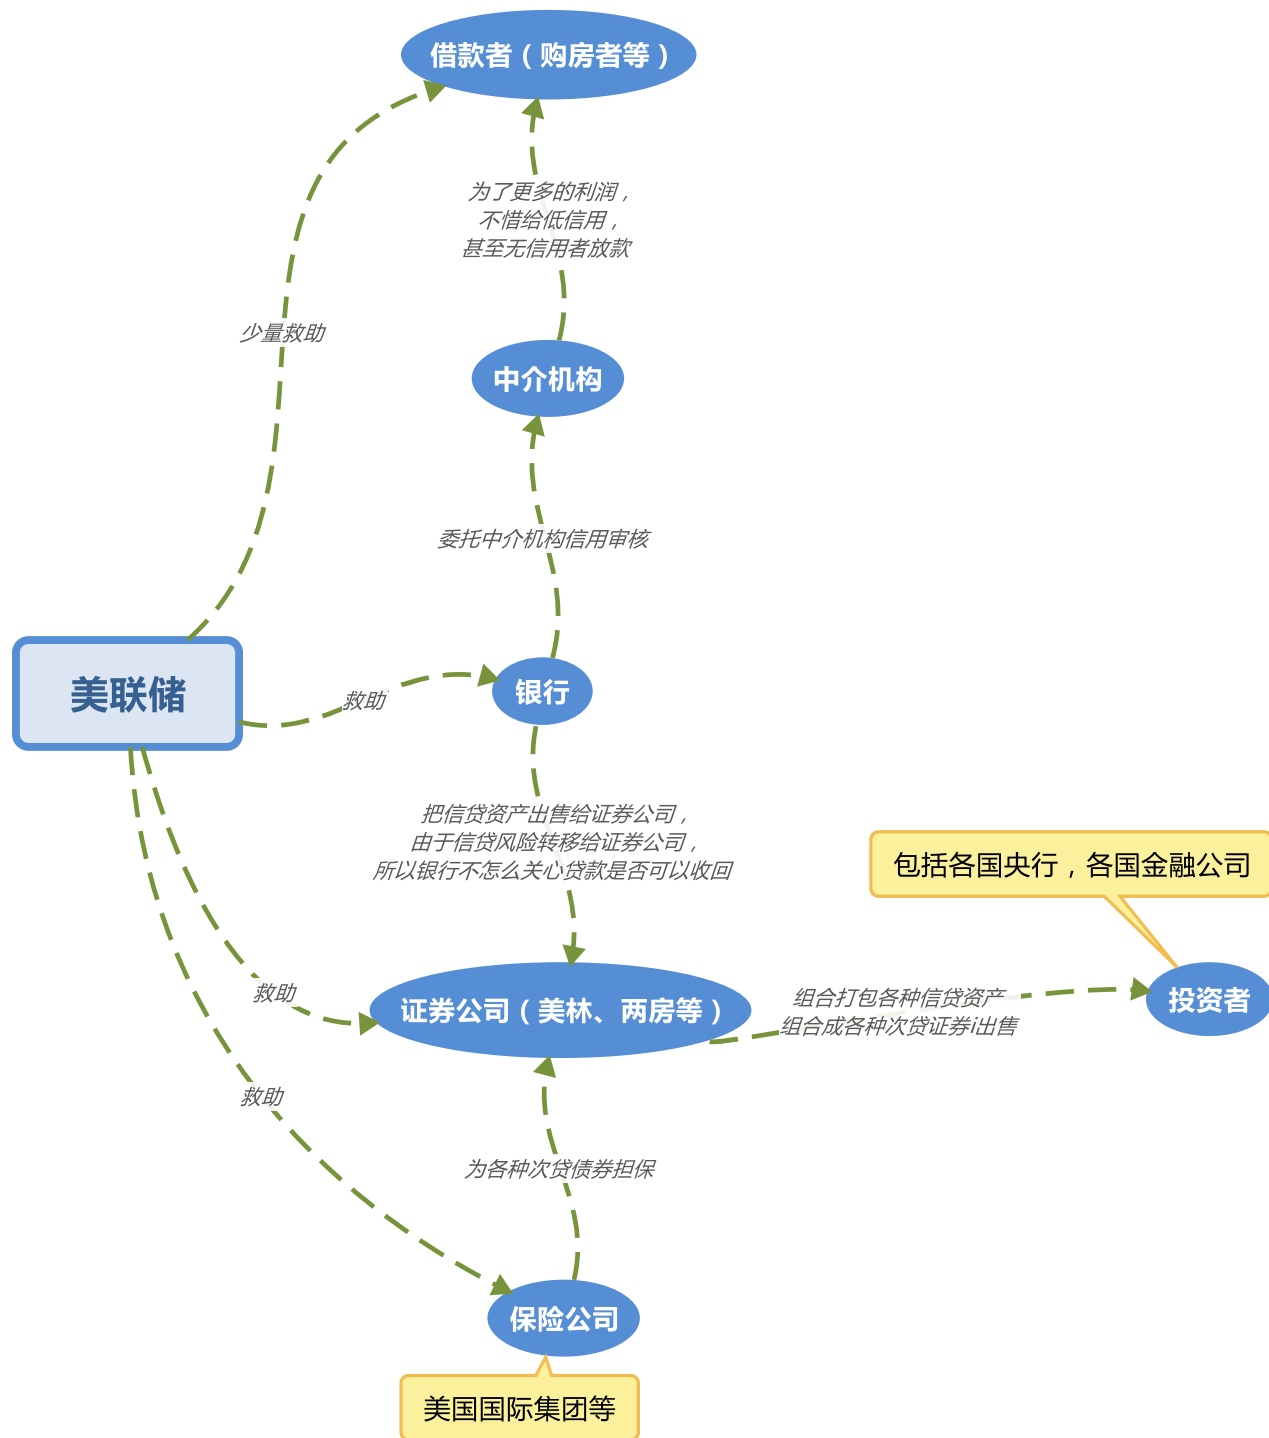 借款者（购房者等）
为了更多的利润，
不惜给低信用，
甚至无信用者放款
少量救助
中介机构
委托中介机构信用审核
美联储
救助
银行
把信贷资产出售给证券公司，
由于信贷风险转移给证券公司，
所以银行不怎么关心贷款是否可以收回
包括各国央行，各国金融公司
救助
证券公司（美林、两房等）
组合打包各种信贷资产
组合成各种次贷证券i出售
投资者
救助
为各种次贷债券担保
保险公司
美国国际集团等